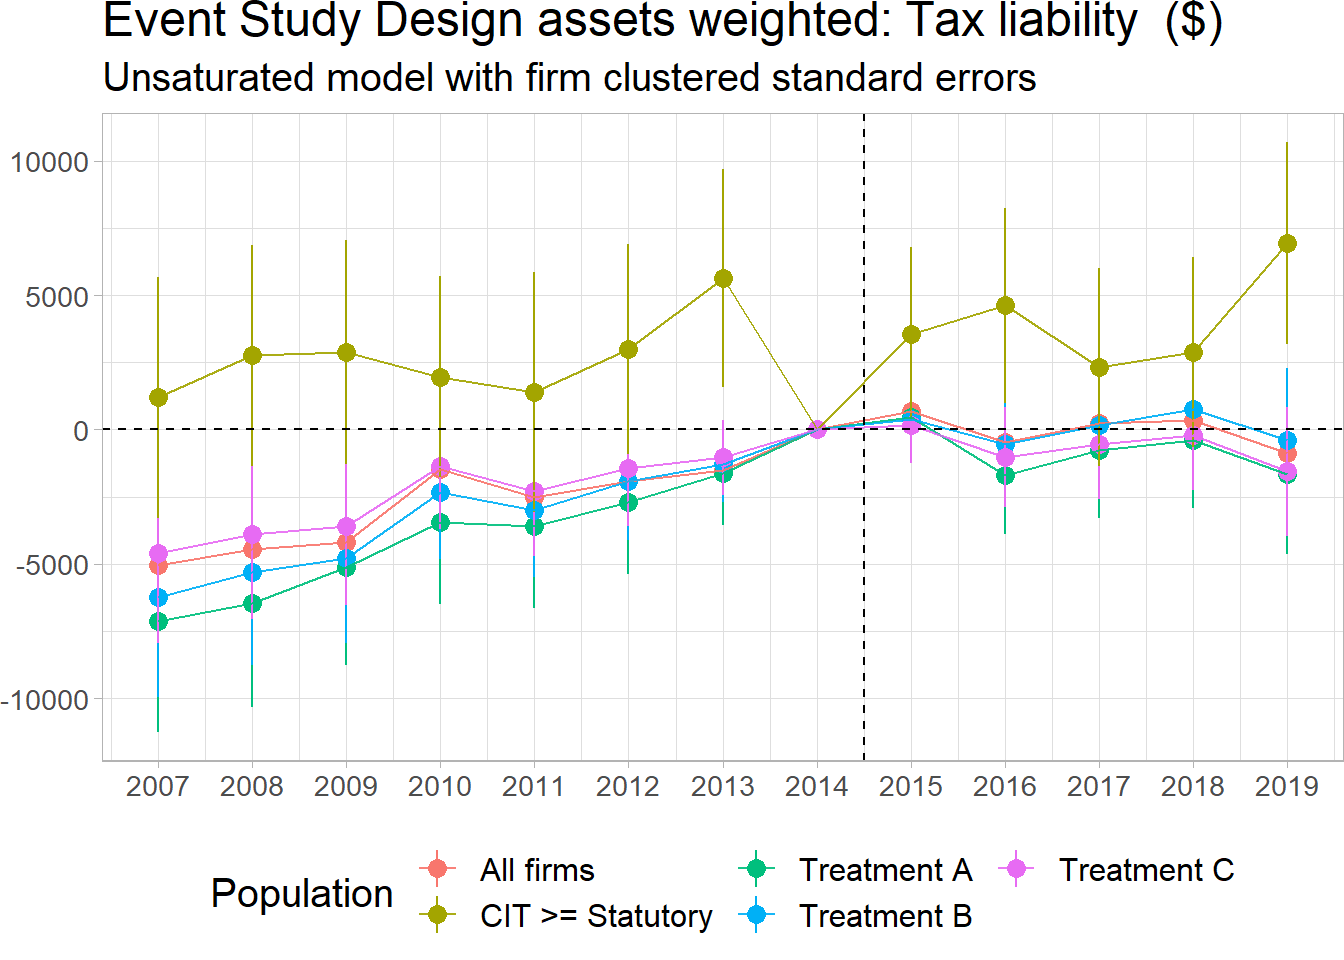 Event Study Design assets weighted: Tax liability ($)
Unsaturated model with firm clustered standard errors
10000
5000
0
-5000
-10000
2007 2008 2009 2010 2011 2012 2013 2014 2015 2016 2017 2018 2019
Population
All firms Treatment A Treatment C
CIT >= Statutory Treatment B